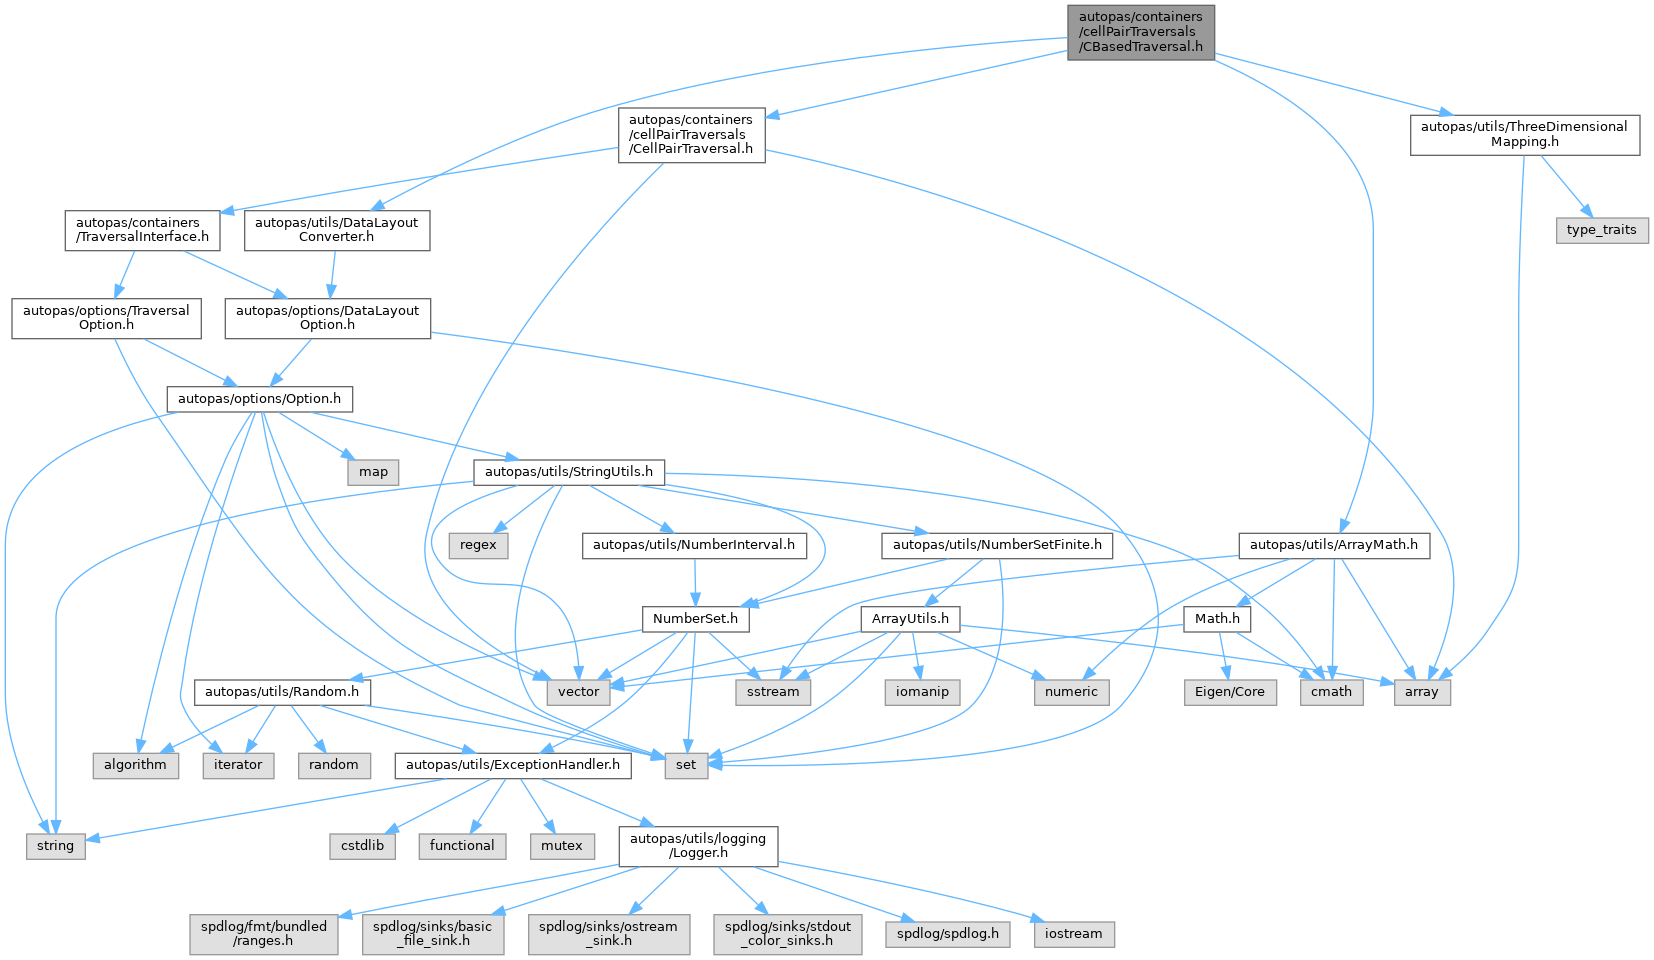 autopas/containers
/cellPairTraversals
/CBasedTraversal.h
autopas/containers
/cellPairTraversals
/CellPairTraversal.h
autopas/utils/ThreeDimensional
Mapping.h
autopas/containers
/TraversalInterface.h
autopas/utils/DataLayout
Converter.h
type_traits
autopas/options/Traversal
Option.h
autopas/options/DataLayout
Option.h
autopas/options/Option.h
map
autopas/utils/StringUtils.h
regex
autopas/utils/NumberInterval.h
autopas/utils/NumberSetFinite.h
autopas/utils/ArrayMath.h
NumberSet.h
ArrayUtils.h
Math.h
autopas/utils/Random.h
vector
sstream
iomanip
numeric
Eigen/Core
cmath
array
algorithm
iterator
random
autopas/utils/ExceptionHandler.h
set
string
cstdlib
functional
mutex
autopas/utils/logging
/Logger.h
spdlog/fmt/bundled
/ranges.h
spdlog/sinks/basic
_file_sink.h
spdlog/sinks/ostream
_sink.h
spdlog/sinks/stdout
_color_sinks.h
spdlog/spdlog.h
iostream